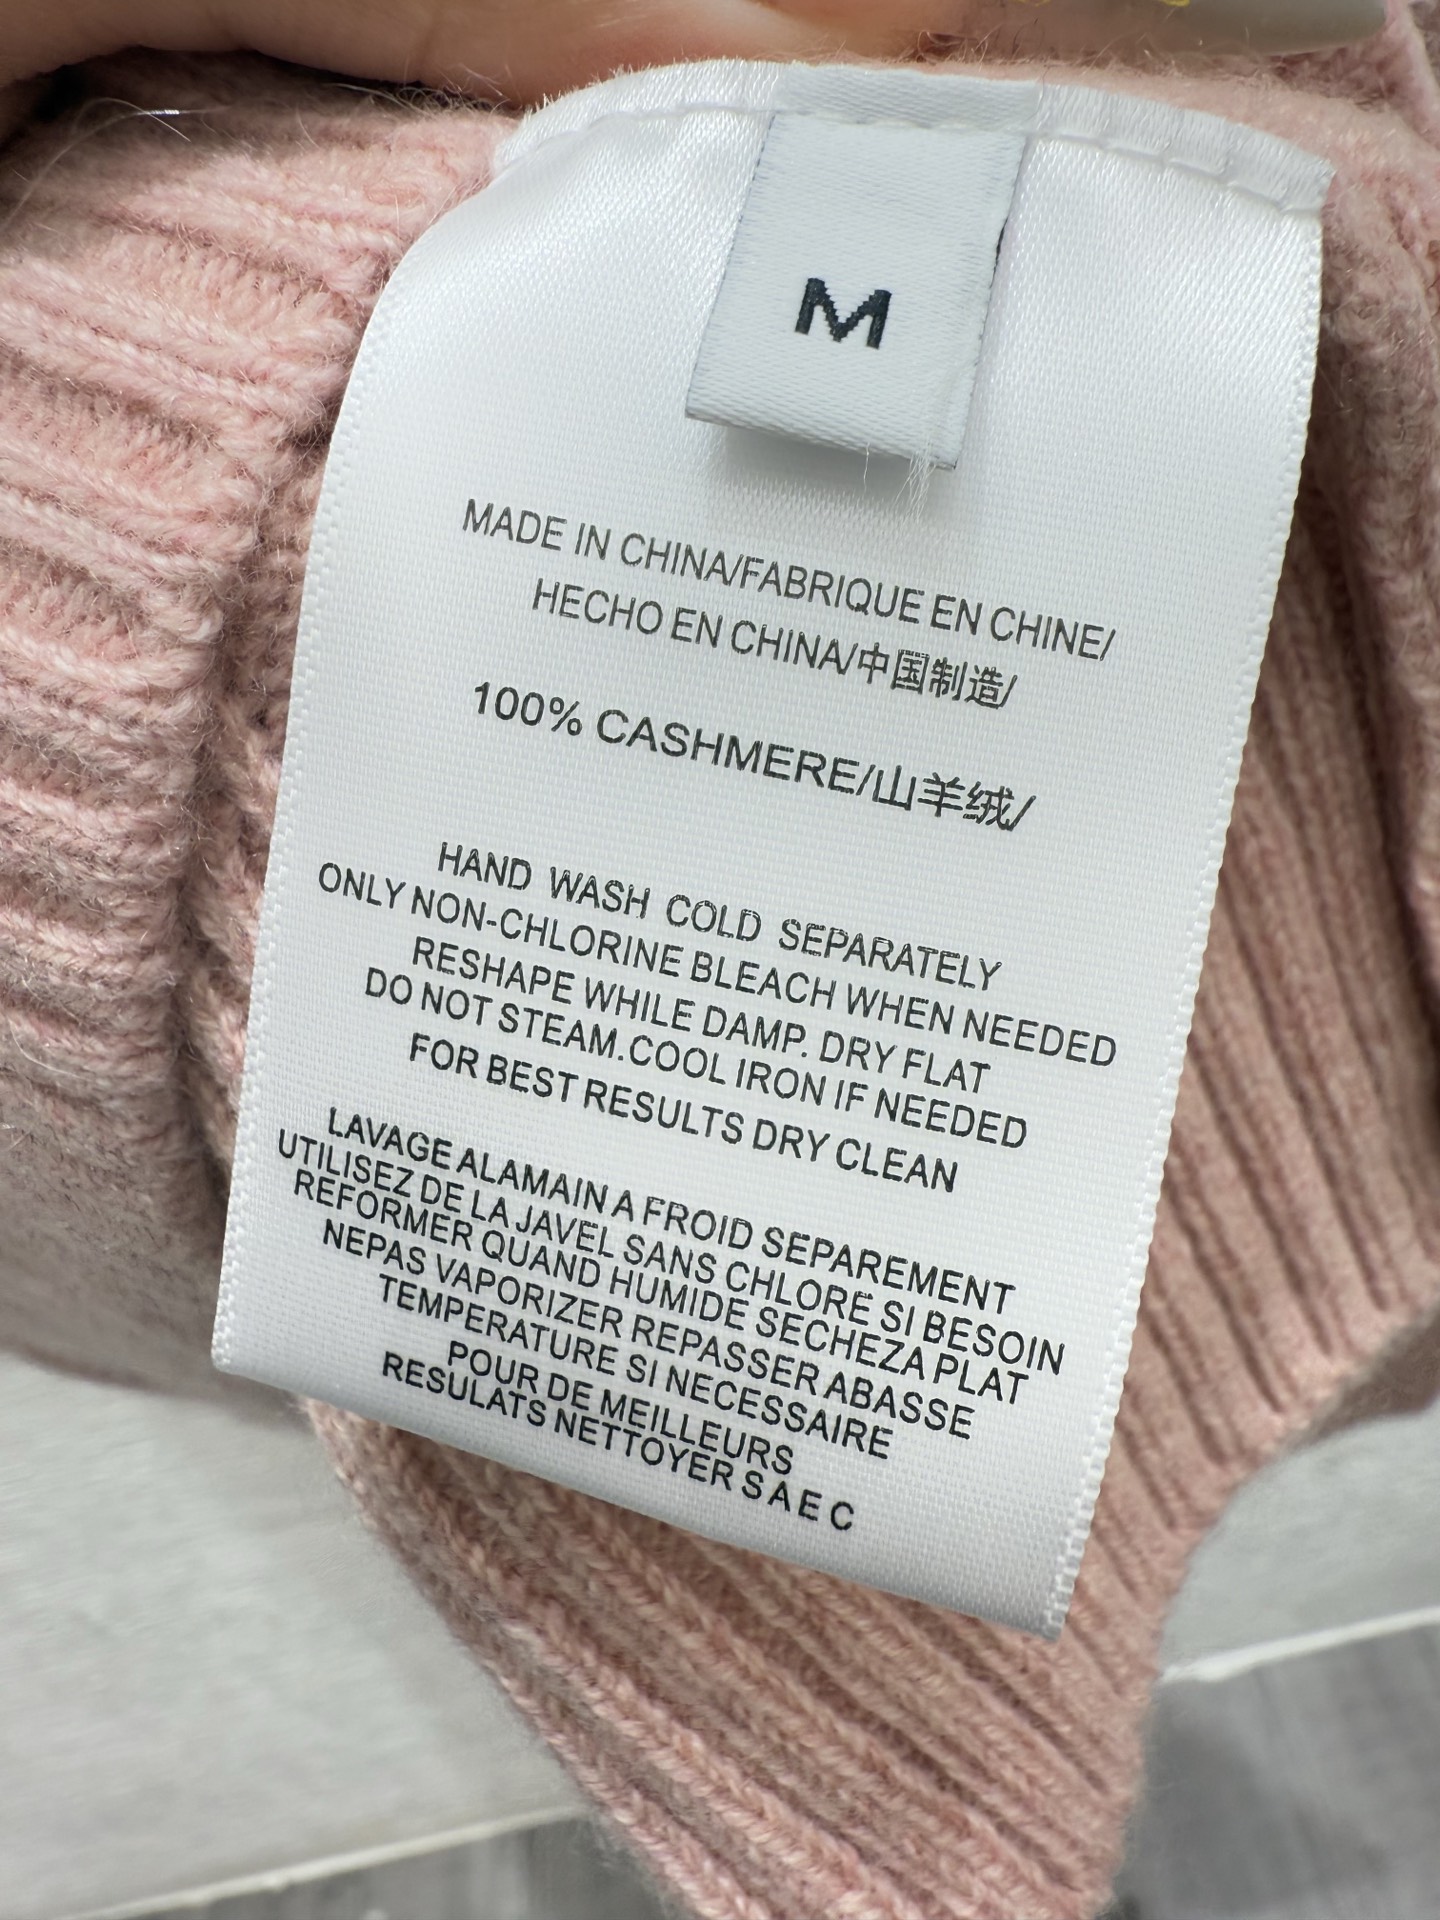 M
MADE IN CHINA/FABRIQUE EN CHINE/
HECHO EN CHINA/中国制造/
100% CASHMERE/山羊绒/
HAND WASH COLD SEPARATELY
ONLY NON-CHLORINE BLEACH WHEN NEEDED
RESHAPE WHILE DAMP. DRY FLAT
DO NOT STEAM.COOL IRON IF NEEDED
FOR BEST RESULTS DRY CLEAN
LAVAGE ALAMAIN A FROID SEPAREMENT
UTILISEZ DE LA JAVEL SANS CHLORE SI BESOIN
REFORMER QUAND HUMIDE SECHEZA PLAT
NEPAS VAPORIZER REPASSER ABASSE
TEMPERATURE SI NECESSAIRE
POUR DE MEILLEURS
RESULATS NETTOYER S A E C